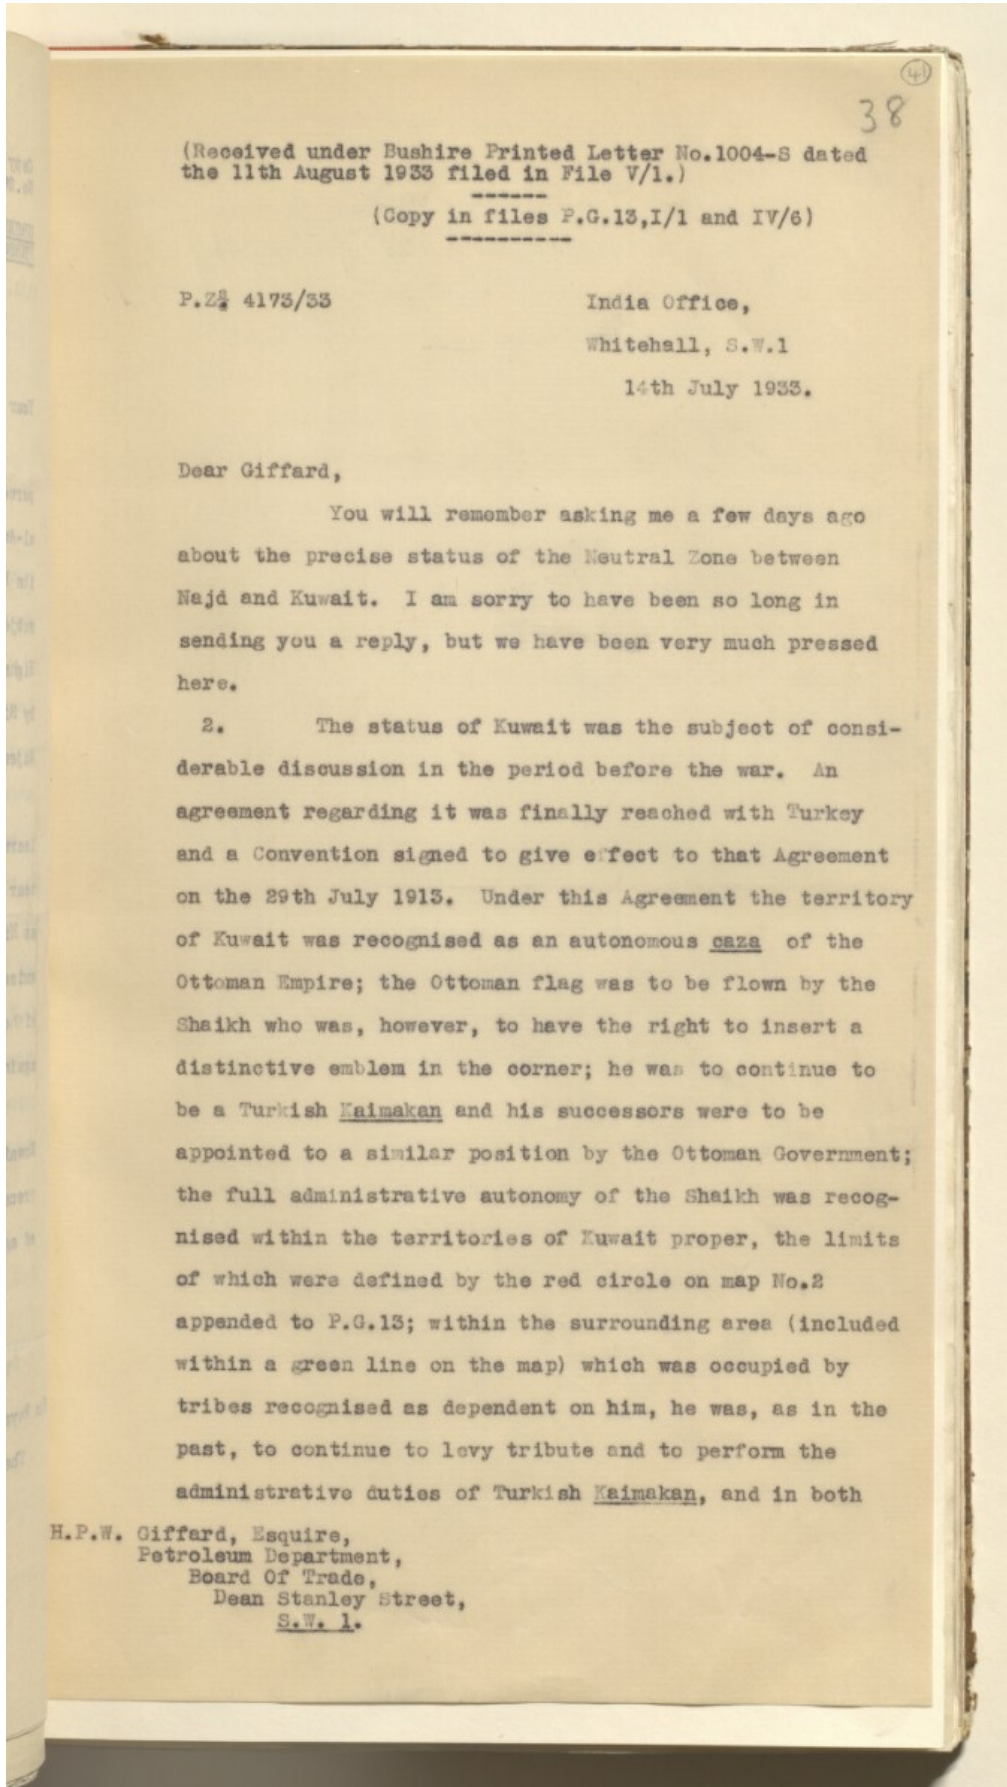 41
38
(Received under Bushire Printed Letter No.1004-S dated
the 11th August 1933 filed in File V/1.)
-------
(Copy in files P.G.13,I/1 and IV/6)
----------
P.Z. 4173/33
India Office,
Whitehall, S.W.1
14th July 1933.
Dear Giffard,
You will remember asking me a few days ago
about the precise status of the Neutral Zone between
Najd and Kuwait. I am sorry to have been so long in
sending you a reply, but we have been very much pressed
here.
2. The status of Kuwait was the subject of consi-
derable discussion in the period before the war. An
agreement regarding it was finally reached with Turkey
and a Convention signed to give effect to that Agreement
on the 29th July 1913. Under this Agreement the territory
of Kuwait was recognised as an autonomous caza of the
Ottoman Empire; the Ottoman flag was to be flown by the
Shaikh who was, however, to have the right to insert a
distinctive emblem in the corner; he was to continue to
be a Turkish Kaimakan and his successors were to be
appointed to a similar position by the Ottoman Government;
the full administrative autonomy of the Shaikh was recog-
nised within the territories of Kuwait proper, the limits
of which were defined by the red circle on map No.2
appended to P.G.13; within the surrounding area (included
within a green line on the map) which was occupied by
tribes recognised as dependent on him, he was, as in the
past, to continue to levy tribute and to perform the
administrative duties of Turkish Kaimakan, and in both
H.P.W. Giffard, Esquire,
Petroleum Department,
Board Of Trade,
Dean Stanley Street,
S.W. 1.